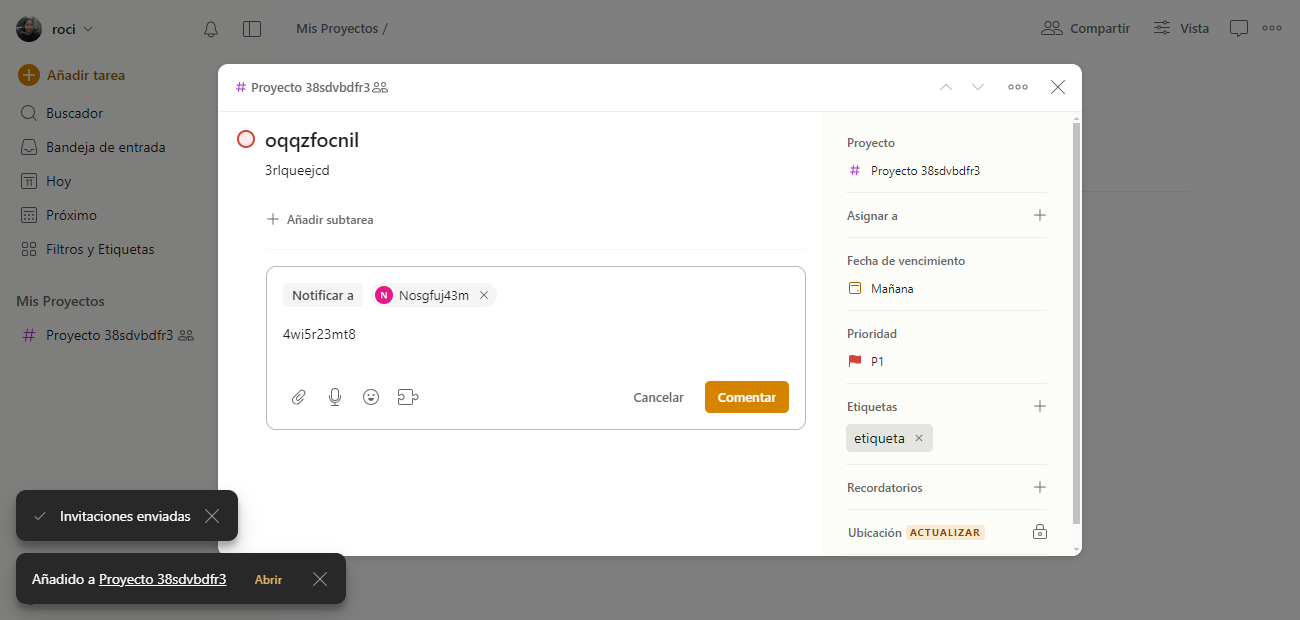 roci
Mis Proyectos /
Compartir
Vista
Añadir tarea
Buscador
Bandeja de entrada
11 Hoy
Próximo
Filtros y Etiquetas
Mis Proyectos
# Proyecto 38sdvbdfr3
# Proyecto 38sdvbdfr3
oqqzfocnil
3rlqueejcd
Añadir subtarea
Notificar a
N Nosgfuj43m
4wi5r23mt8
Cancelar
Comentar
Proyecto
# Proyecto 38sdvbdfr3
Asignar a
Fecha de vencimiento
Mañana
Prioridad
P1
Etiquetas
etiqueta
Recordatorios
Ubicación ACTUALIZAR
Invitaciones enviadas
Añadido a Proyecto 38sdvbdfr3
Abrir